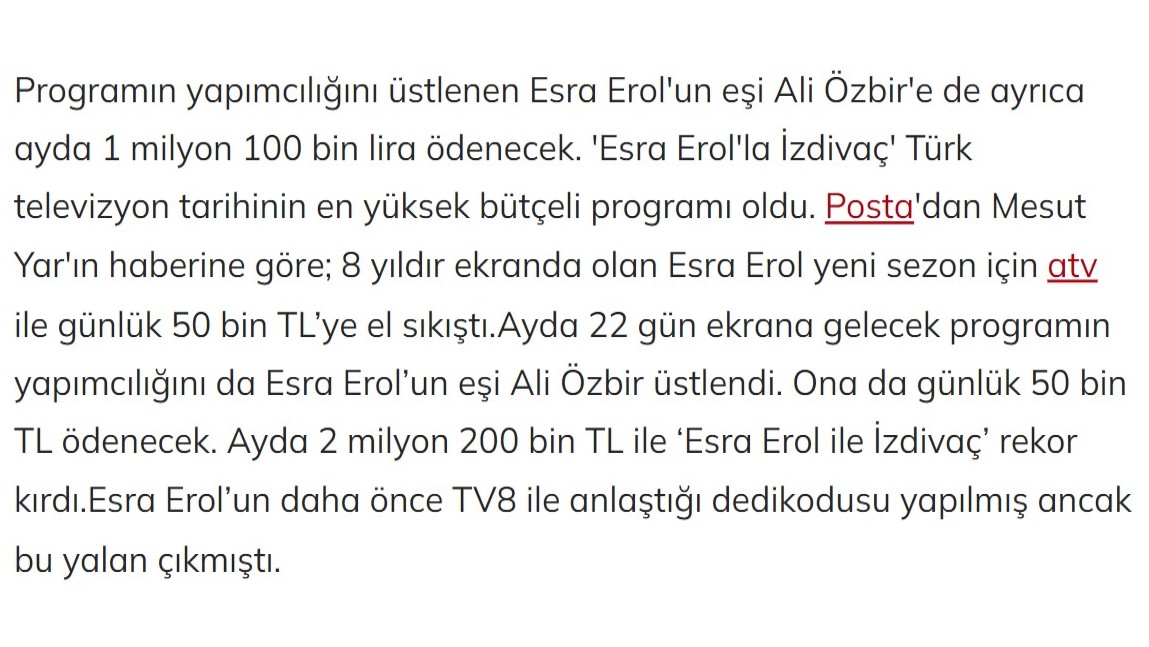 Programın yapımcılığını üstlenen Esra Erol'un eşi Ali Özbir'e de ayrıca
ayda 1 milyon 100 bin lira ödenecek. 'Esra Erol'la İzdivaç' Türk
televizyon tarihinin en yüksek bütçeli programı oldu. Posta'dan Mesut
Yar'ın haberine göre; 8 yıldır ekranda olan Esra Erol yeni sezon için atv
ile günlük 50 bin TL’ye el sıkıştı.Ayda 22 gün ekrana gelecek programın
yapımcılığını da Esra Erol’un eşi Ali Özbir üstlendi. Ona da günlük 50 bin
TL ödenecek. Ayda 2 milyon 200 bin TL ile ‘Esra Erol ile İzdivaç’ rekor
kırdı.Esra Erol’un daha önce TV8 ile anlaştığı dedikodusu yapılmış ancak
bu yalan çıkmıştı.